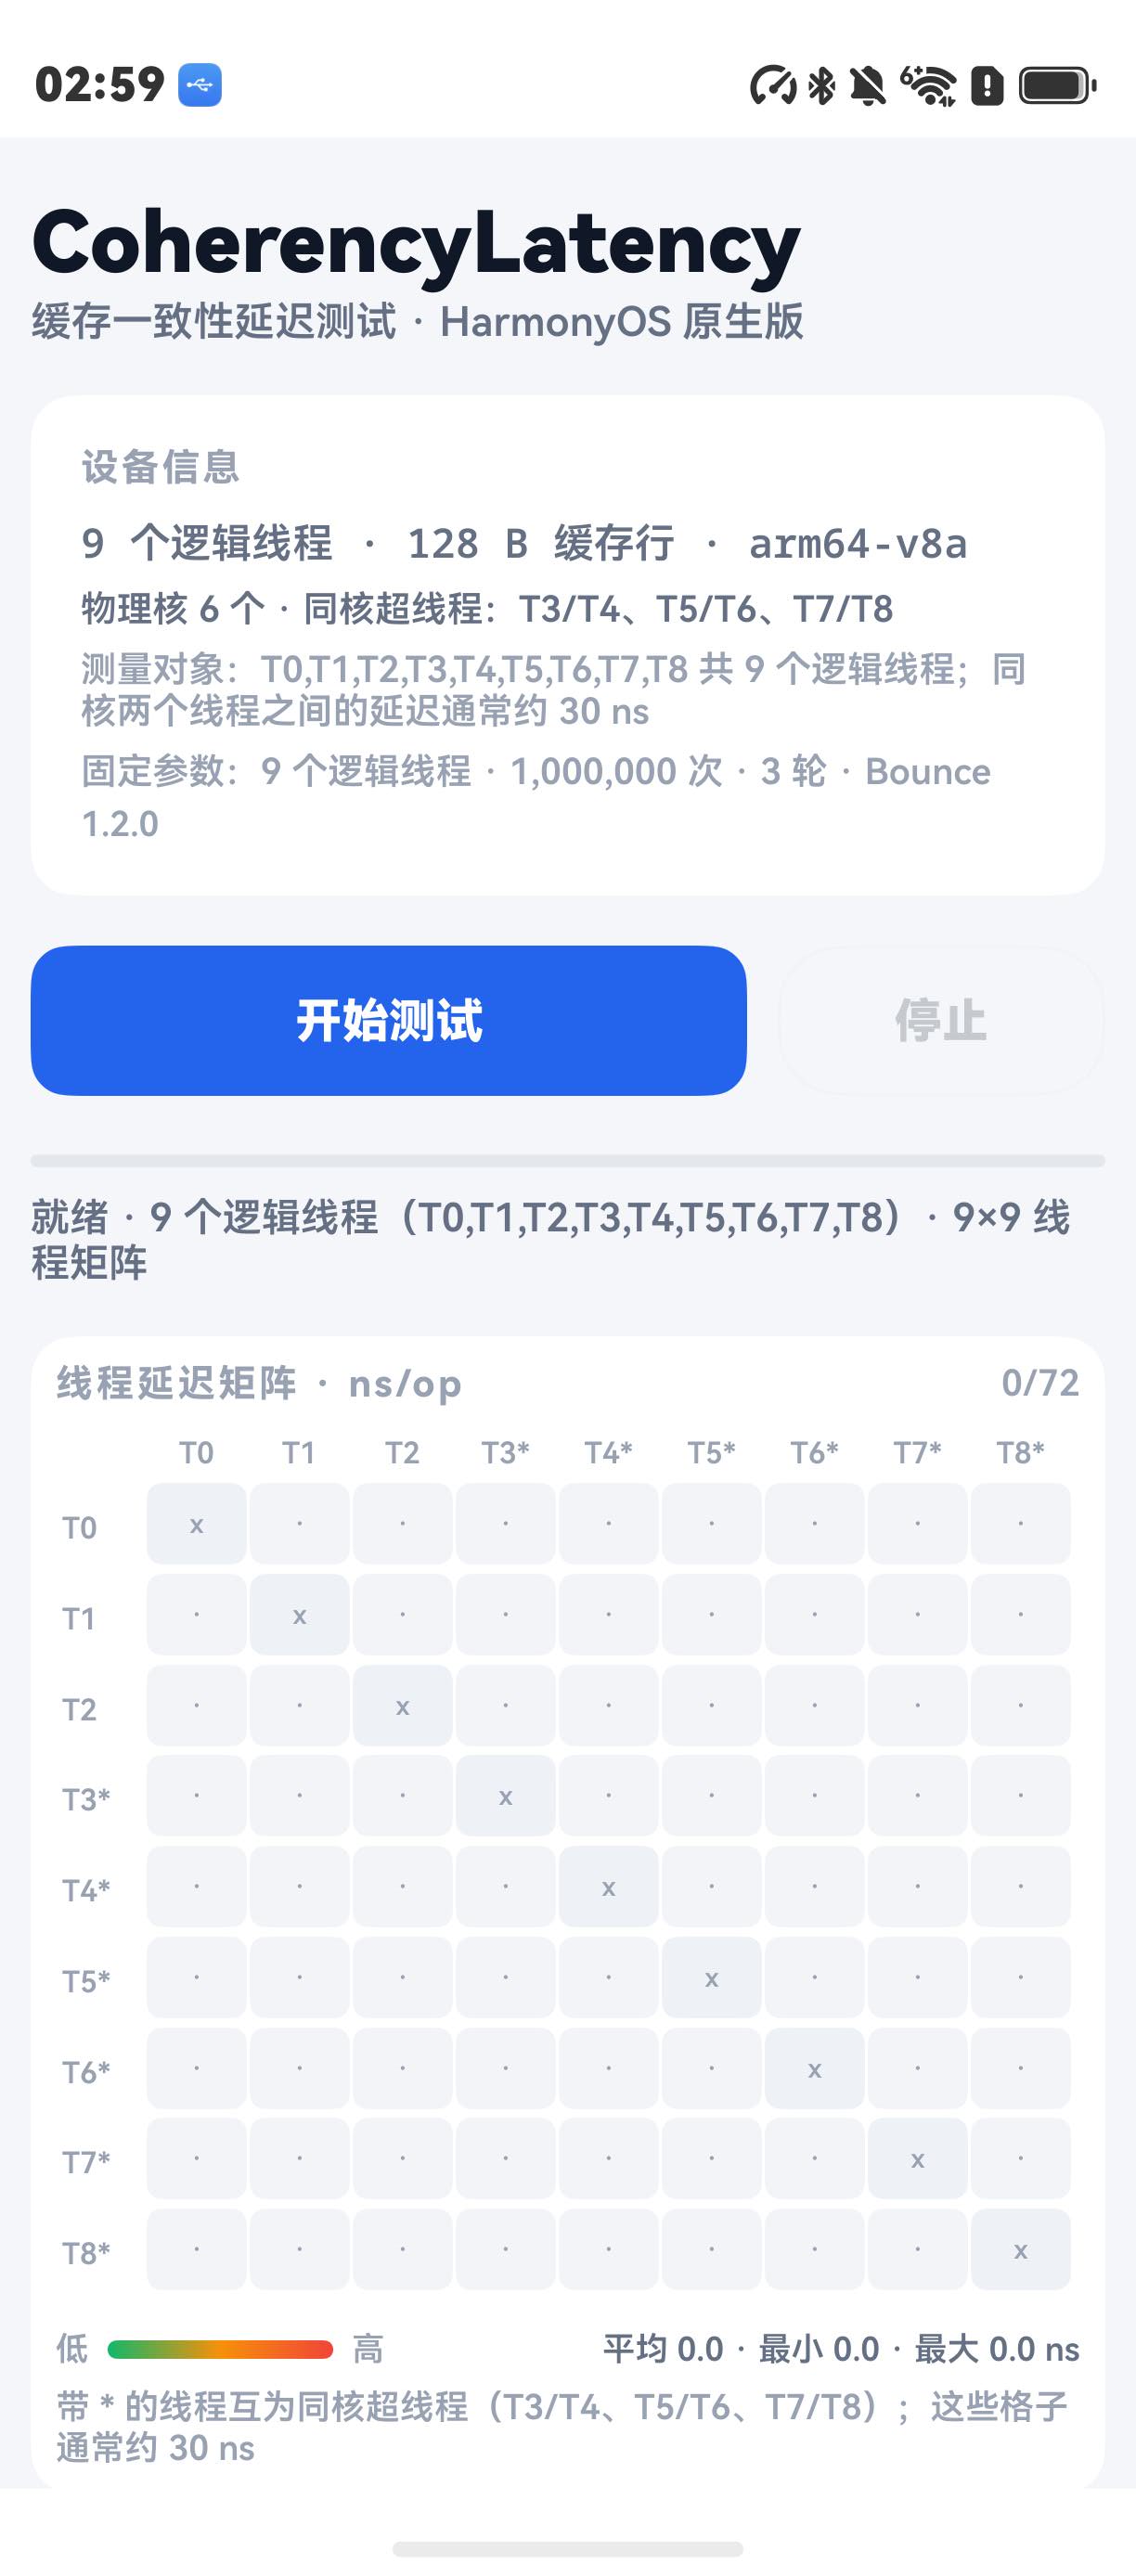 02:59
CoherencyLatency
缓存一致性延迟测试 · HarmonyOS 原生版
设备信息
9 个逻辑线程 · 128 B 缓存行 · arm64-v8a
物理核 6 个 · 同核超线程：T3/T4、T5/T6、T7/T8
测量对象：T0,T1,T2,T3,T4,T5,T6,T7,T8 共 9 个逻辑线程；同
核两个线程之间的延迟通常约 30 ns
固定参数：9 个逻辑线程 · 1,000,000 次 · 3 轮 · Bounce
1.2.0
开始测试 停止
就绪 · 9 个逻辑线程（T0,T1,T2,T3,T4,T5,T6,T7,T8）· 9×9 线
程矩阵
线程延迟矩阵 · ns/op 0/72
T0 T1 T2 T3* T4* T5* T6* T7* T8*
T0 x · · · · · · · ·
T1 · x · · · · · · ·
T2 · · x · · · · · ·
T3* · · · x · · · · ·
T4* · · · · x · · · ·
T5* · · · · · x · · ·
T6* · · · · · · x · ·
T7* · · · · · · · x ·
T8* · · · · · · · · x
低 高 平均 0.0 · 最小 0.0 · 最大 0.0 ns
带 * 的线程互为同核超线程（T3/T4、T5/T6、T7/T8）；这些格子
通常约 30 ns